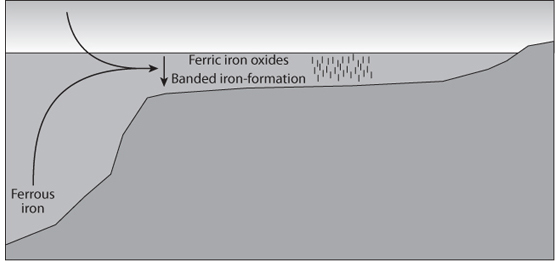 Ferric iron oxides
Banded iron-formation
Ferrous
iron